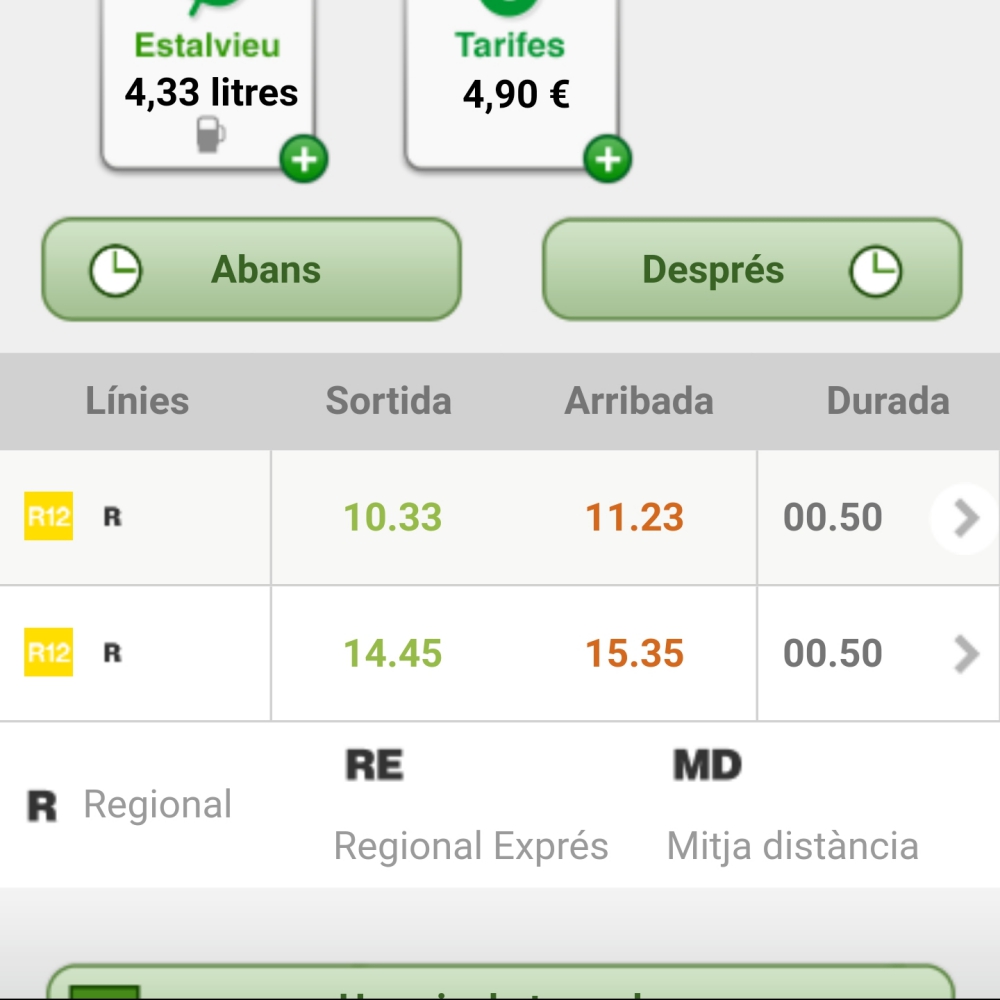 Estalvieu
4,33 litres
Tarifes
4,90 €
Abans
Després
Línies Sortida Arribada Durada
R12 R 10.33 11.23 00.50
R12 R 14.45 15.35 00.50
R Regional
RE
Regional Exprés
MD
Mitja distància